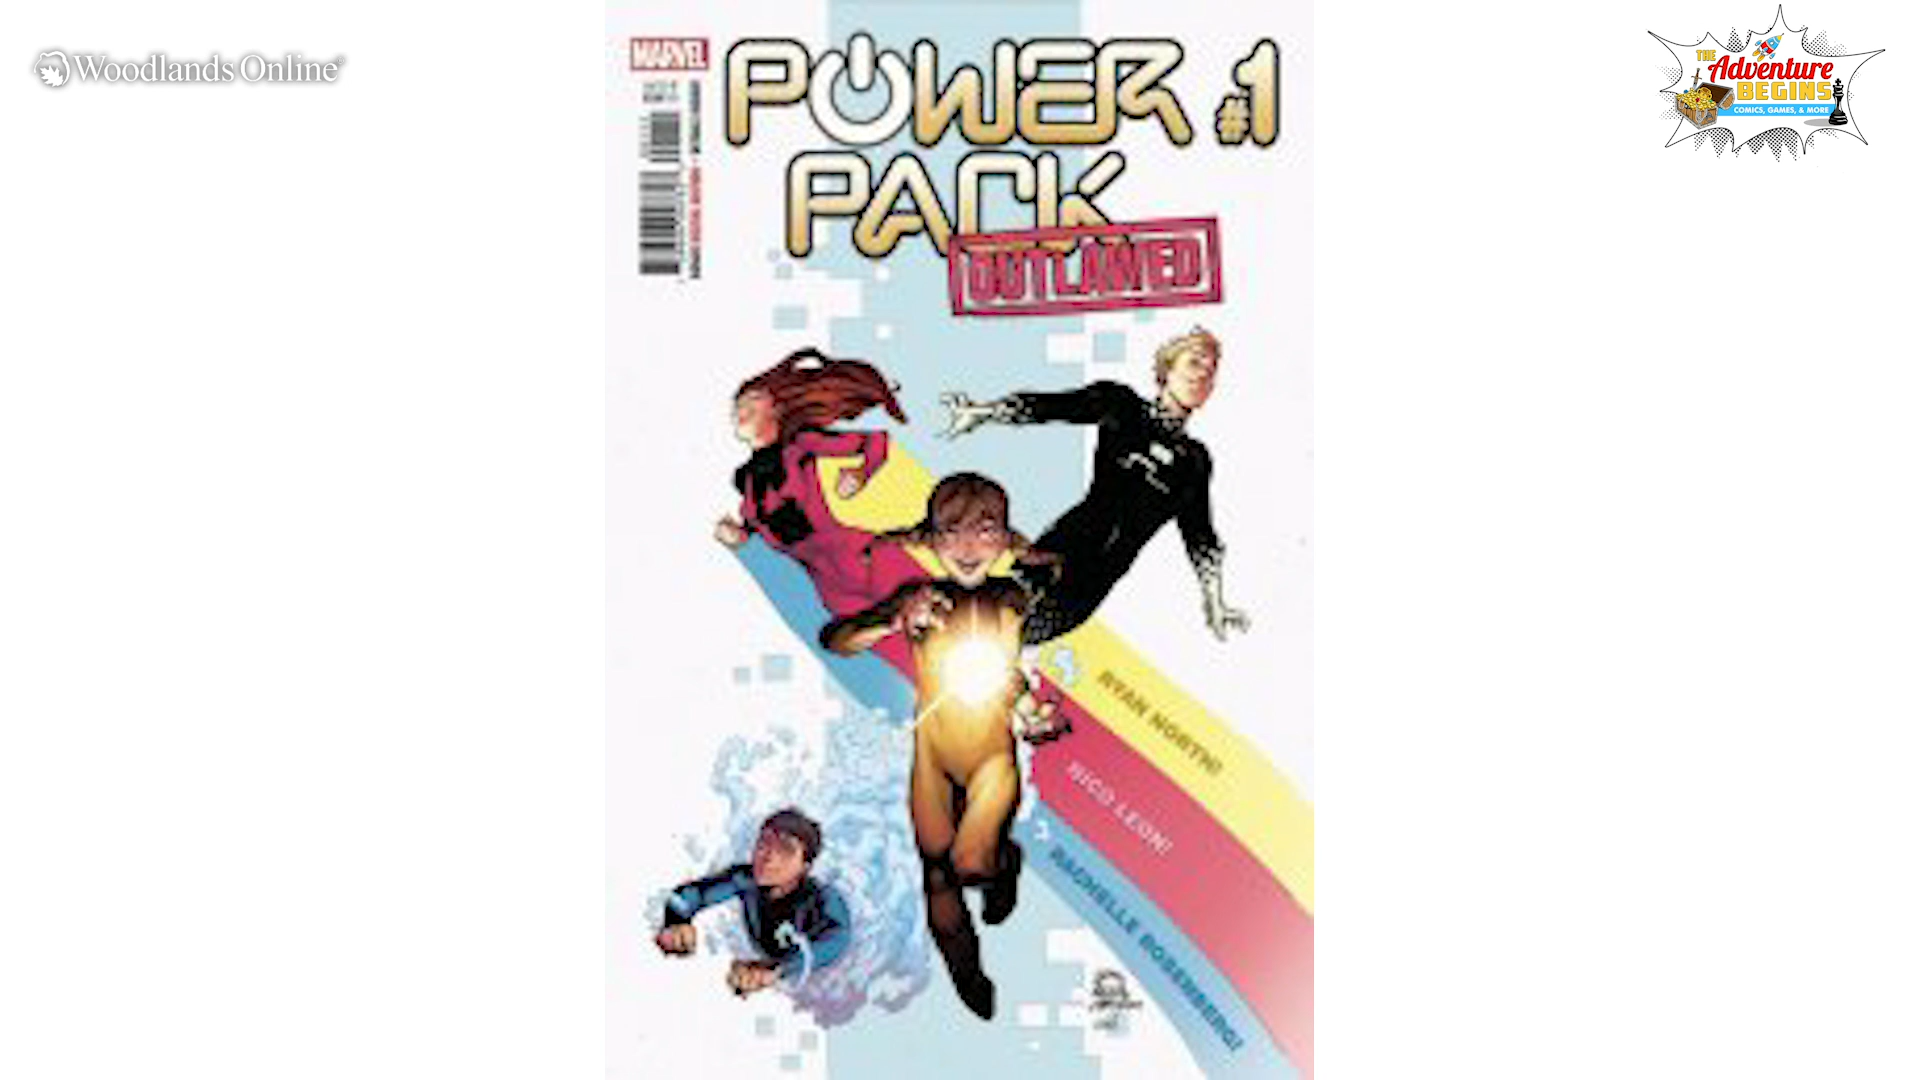 Woodlands Online
MARVEL
POWER #1
PACK
OUTLAWED
RYAN NORTH!
NICO LEON!
RACHELLE ROSENBERG!
THE
Adventure
BEGINS
COMICS, GAMES, & MORE